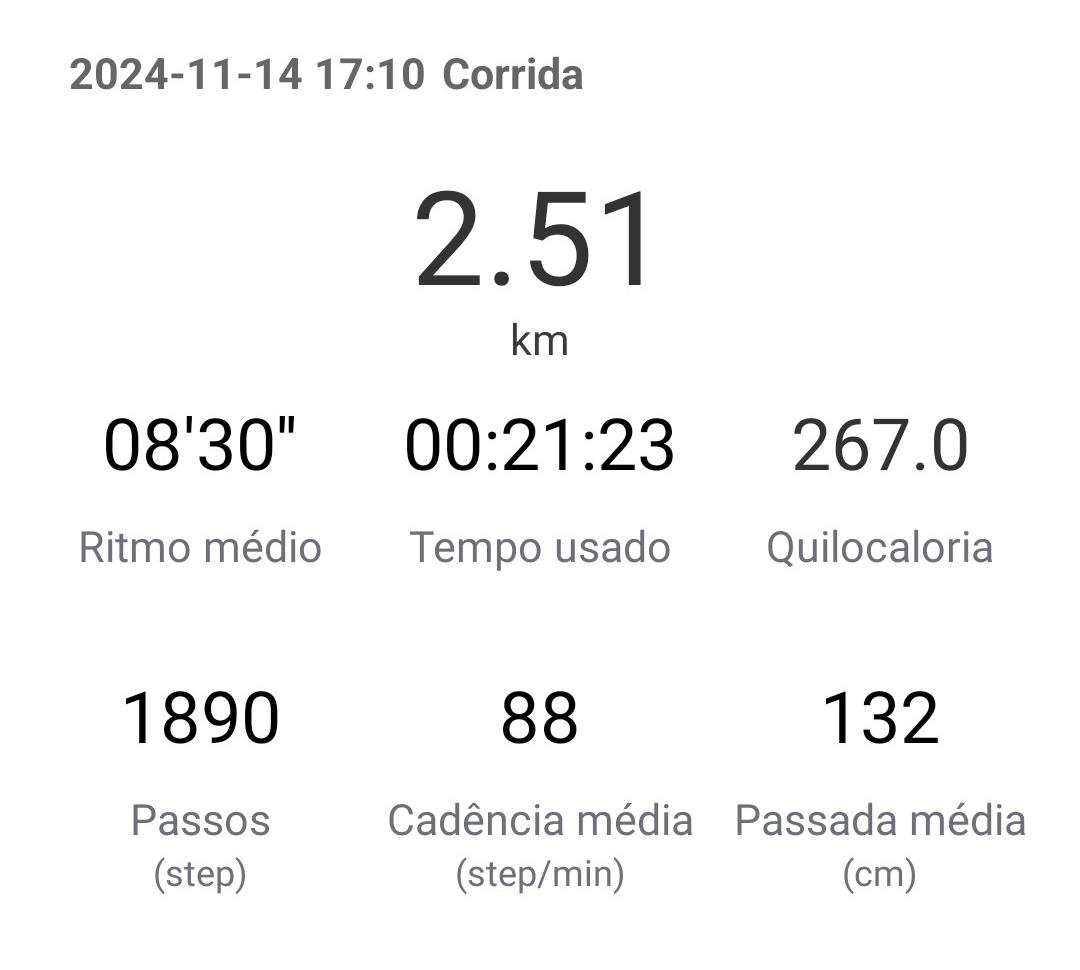 2024-11-14 17:10 Corrida
2.51
km
08'30" 00:21:23 267.0
Ritmo médio Tempo usado Quilocaloria
1890 88 132
Passos Cadência média Passada média
(step) (step/min) (cm)